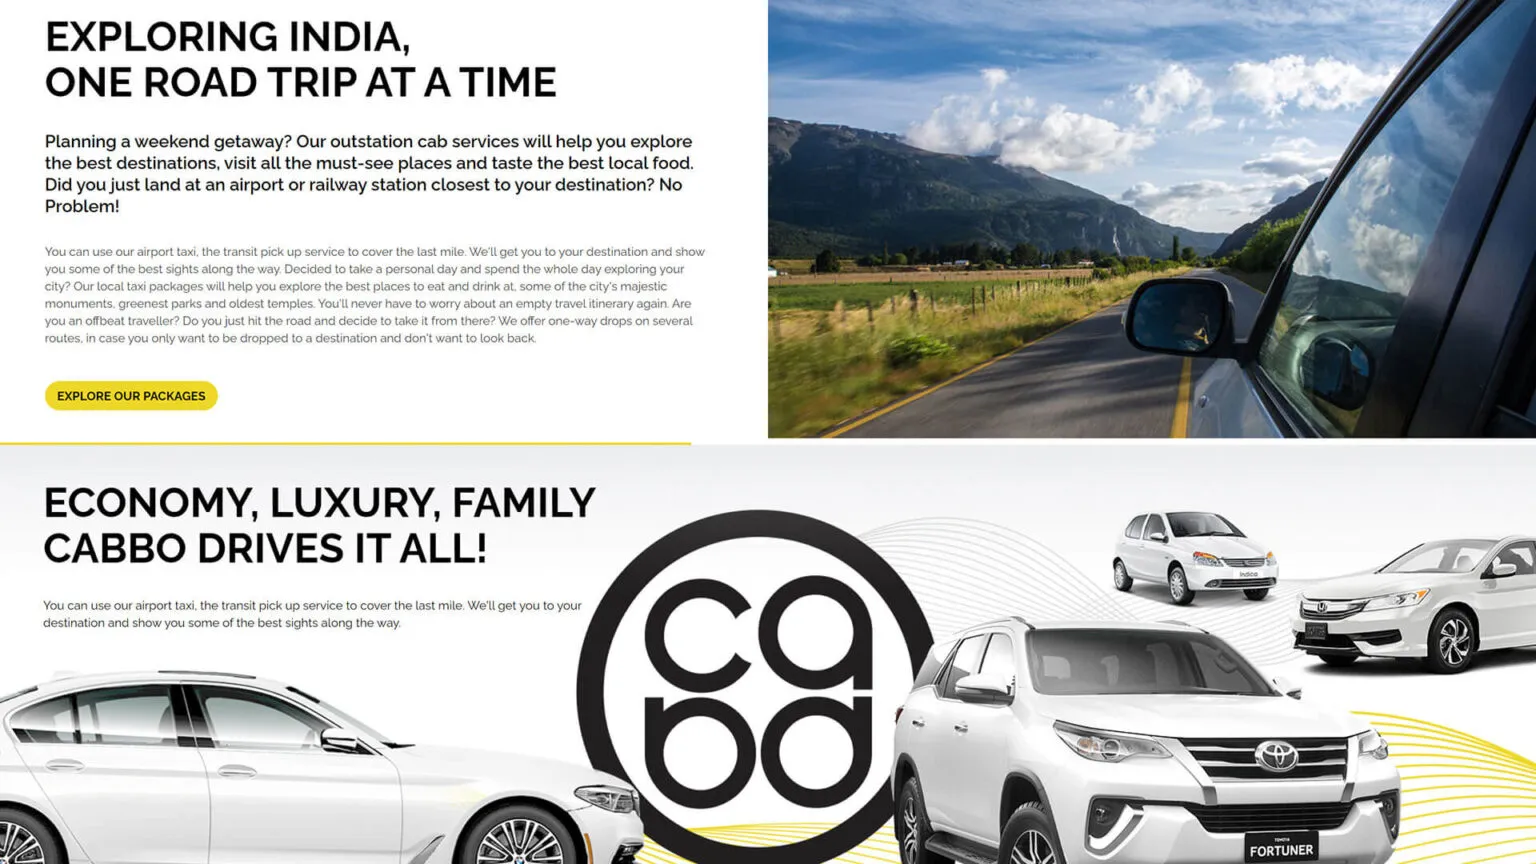 EXPLORING INDIA,
ONE ROAD TRIP AT A TIME
Planning a weekend getaway? Our outstation cab services will help you explore
the best destinations, visit all the must-see places and taste the best local food.
Did you just land at an airport or railway station closest to your destination? No
Problem!
You can use our airport taxi, the transit pick up service to cover the last mile. We'll get you to your destination and show
you some of the best sights along the way. Decided to take a personal day and spend the whole day exploring your
city? Our local taxi packages will help you explore the best places to eat and drink at, some of the city's majestic
monuments, greenest parks and oldest temples. You'll never have to worry about an empty travel itinerary again. Are
you an offbeat traveller? Do you just hit the road and decide to take it from there? We offer one-way drops on several
routes, in case you only want to be dropped to a destination and don't want to look back.
EXPLORE OUR PACKAGES
ECONOMY, LUXURY, FAMILY
CABBO DRIVES IT ALL!
You can use our airport taxi, the transit pick up service to cover the last mile. We'll get you to your
destination and show you some of the best sights along the way.
ca
bo
indica
TOYOTA
FORTUNER